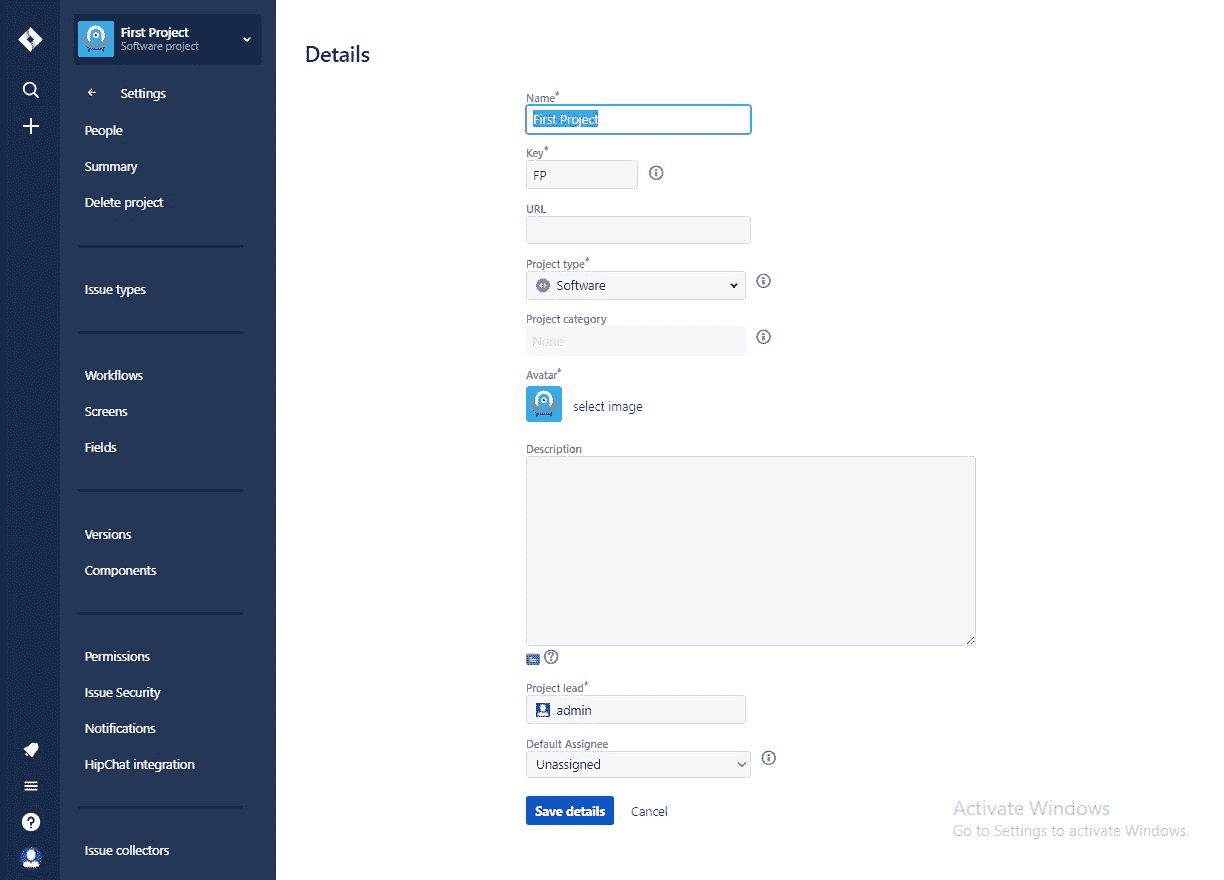 First Project
Software project
Settings
People
Summary
Delete project
Issue types
Workflows
Screens
Fields
Versions
Components
Permissions
Issue Security
Notifications
HipChat integration
Issue collectors
Details
Name*
First Project
Key*
FP
URL
Project type*
Software
Project category
None
Avatar*
select image
Description
Project lead*
admin
Default Assignee
Unassigned
Save details Cancel
Activate Windows
Go to Settings to activate Windows.